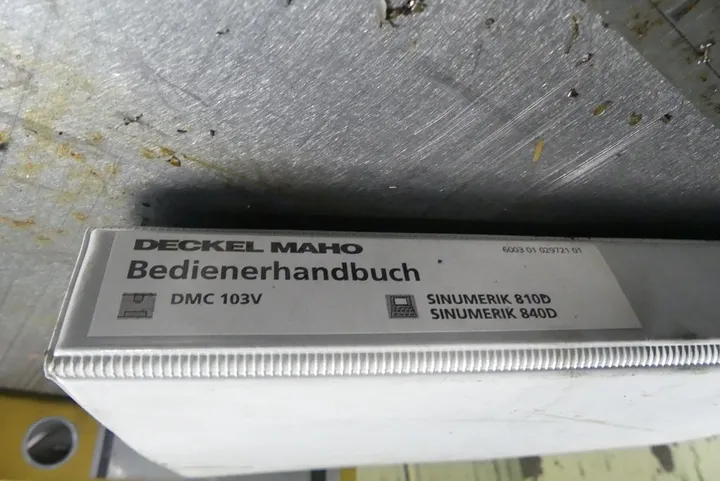 DECKEL MAHO
6003 01 029721 01
Bedienerhandbuch
DMC 103V
SINUMERIK 810D
SINUMERIK 840D